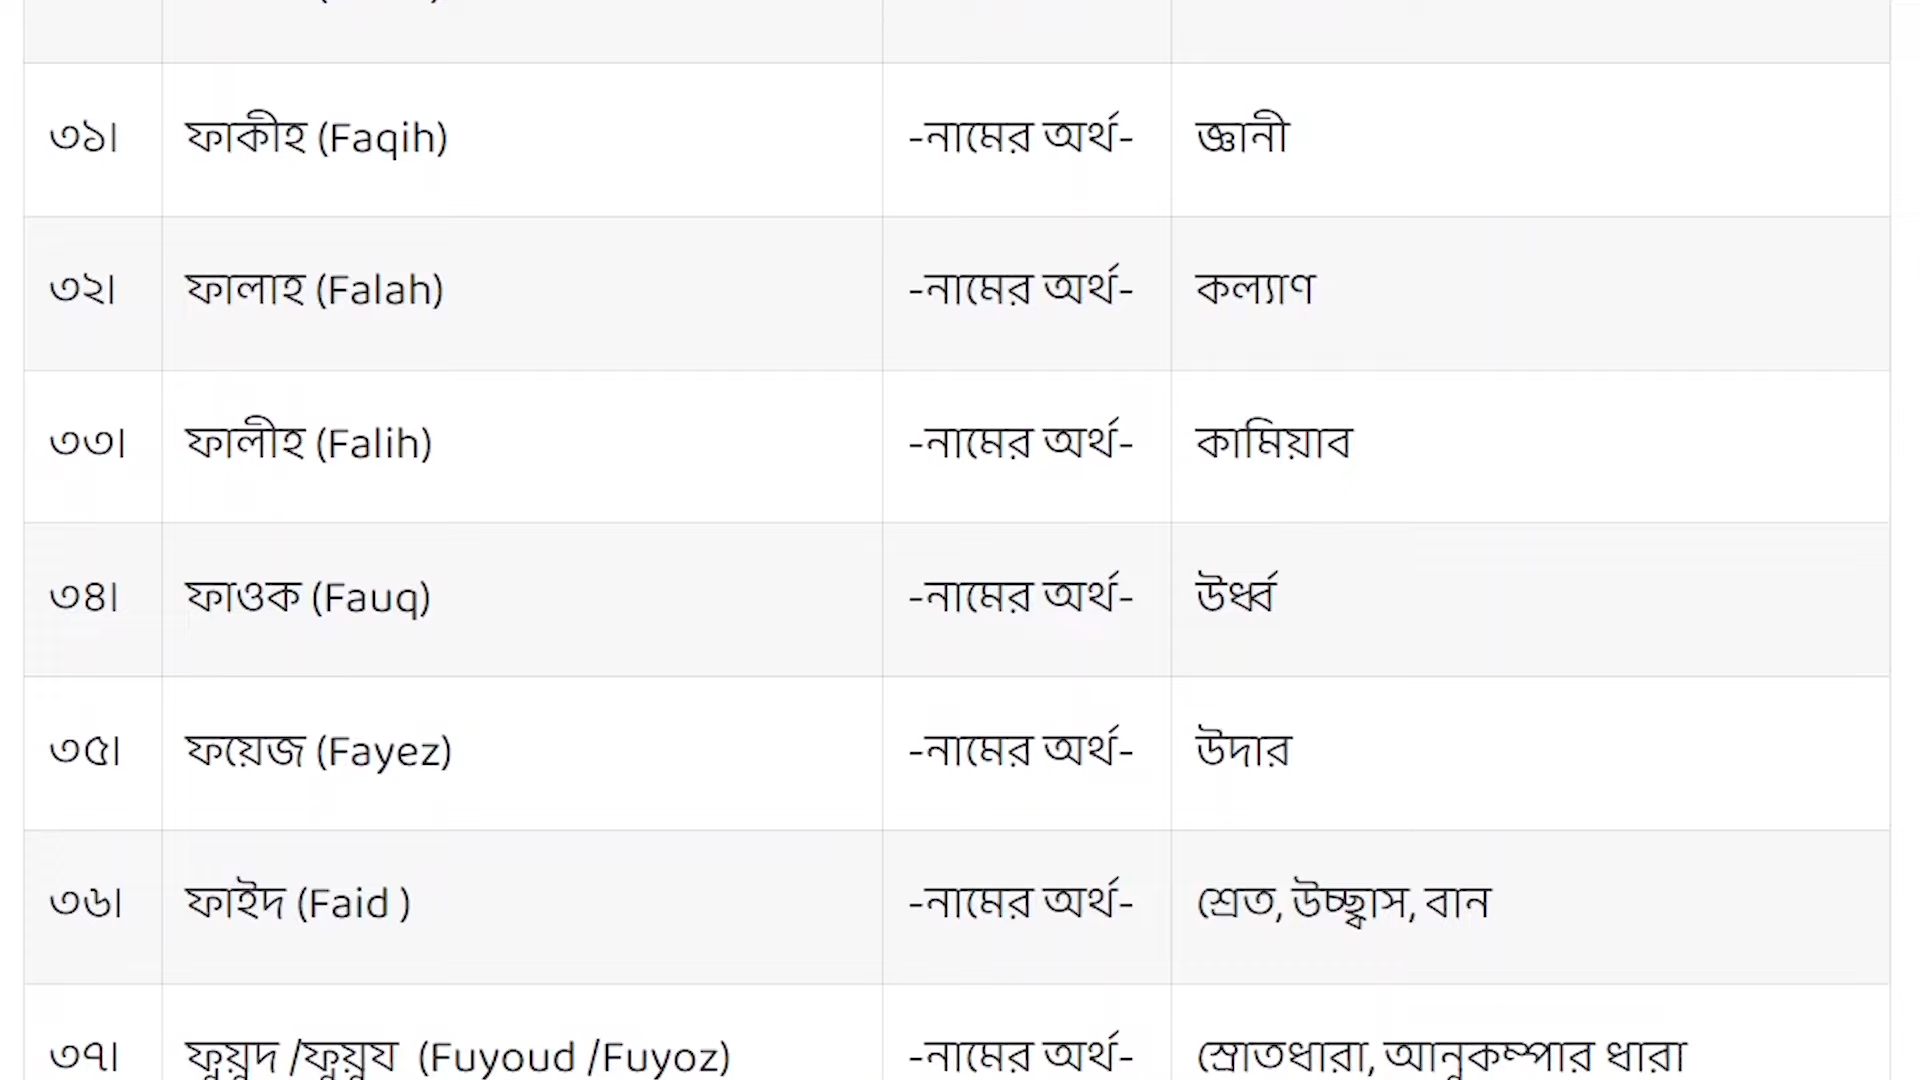 ৩১। ফাকীহ (Faqih) -নামের অর্থ- জ্ঞানী
৩২। ফালাহ (Falah) -নামের অর্থ- কল্যাণ
৩৩। ফালীহ (Falih) -নামের অর্থ- কামিয়াব
৩৪। ফাওক (Fauq) -নামের অর্থ- উর্ধ্ব
৩৫। ফয়েজ (Fayez) -নামের অর্থ- উদার
৩৬। ফাইদ (Faid ) -নামের অর্থ- শ্রেত, উচ্ছ্বাস, বান
৩৭। ফুয়ুদ /ফুয়ুয (Fuyoud /Fuyoz) -নামের অর্থ- স্রোতধারা, আনুকম্পার ধারা